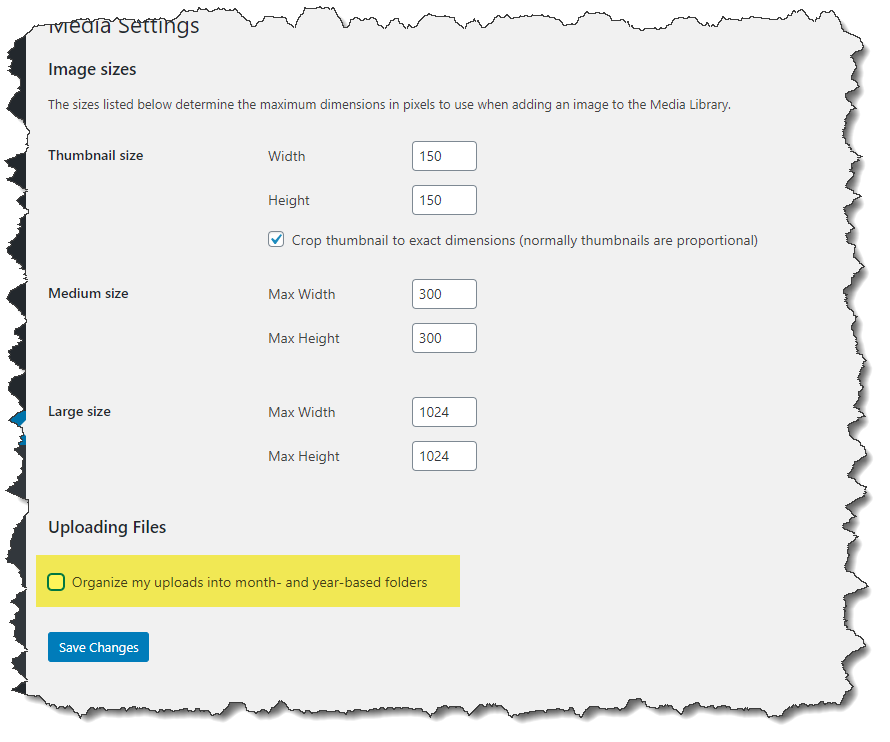 Media Settings
Image sizes
The sizes listed below determine the maximum dimensions in pixels to use when adding an image to the Media Library.
Thumbnail size Width 150
Height 150
Crop thumbnail to exact dimensions (normally thumbnails are proportional)
Medium size Max Width 300
Max Height 300
Large size Max Width 1024
Max Height 1024
Uploading Files
Organize my uploads into month- and year-based folders
Save Changes